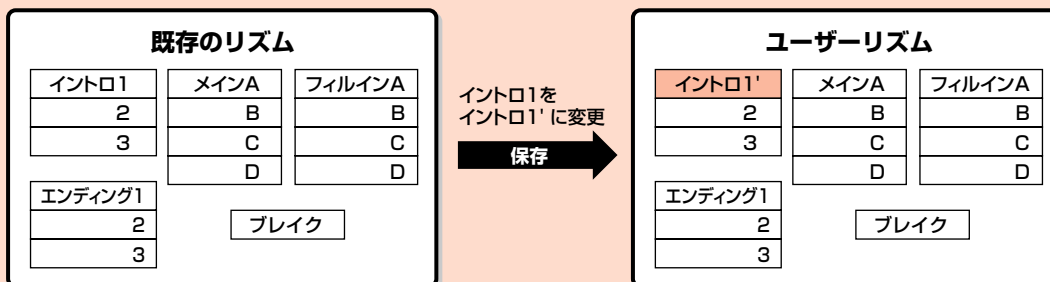 既存のリズム
イントロ1
2
3
メインA
B
C
D
フィルインA
B
C
D
エンディング1
2
3
ブレイク
イントロ1を
イントロ1' に変更
保存
ユーザーリズム
イントロ1'
2
3
メインA
B
C
D
フィルインA
B
C
D
エンディング1
2
3
ブレイク